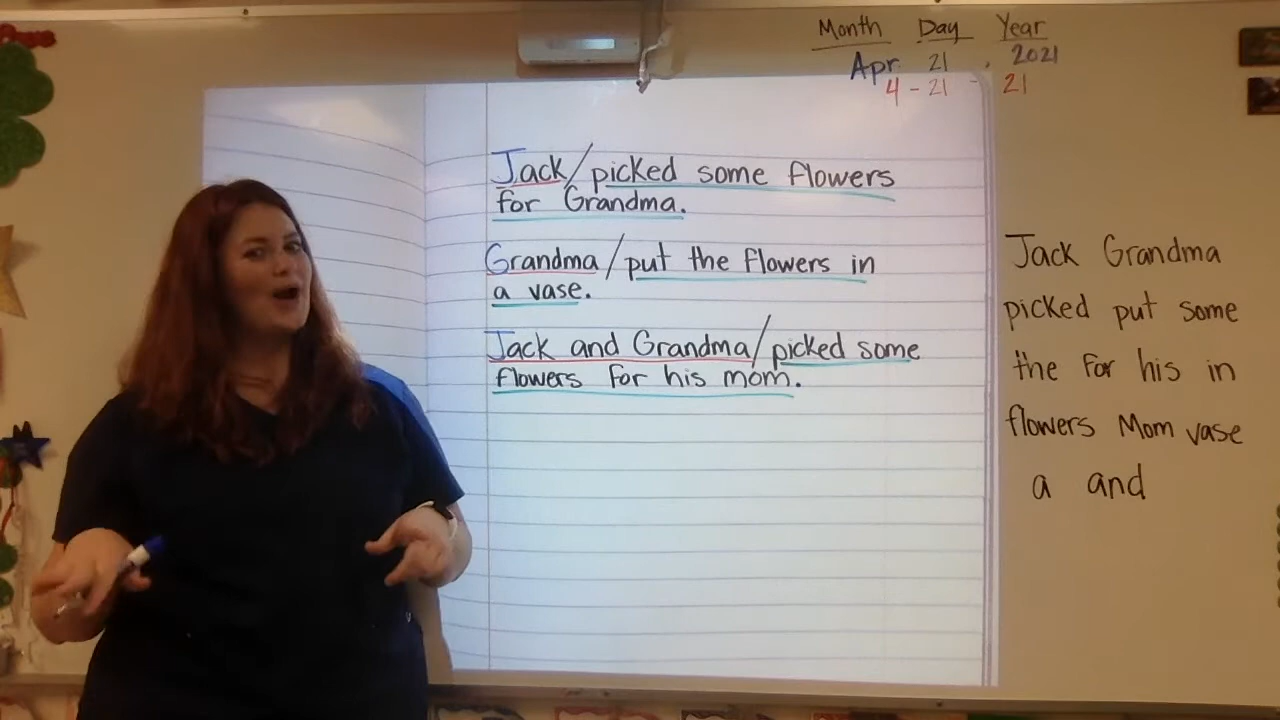 Month Day Year
Apr. 21, 2021
4-21-21
Jack/picked some flowers
for Grandma.
Grandma/put the flowers in
a vase.
Jack and Grandma/picked some
flowers for his mom.
Jack Grandma
picked put some
the for his in
flowers Mom vase
a and